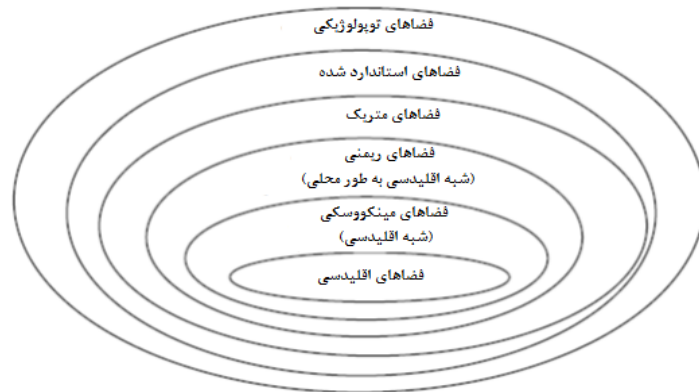 فضاهای توپولوژیکی
فضاهای استاندارد شده
فضاهای متریک
فضاهای ریمنی
(شبه اقلیدسی به طور محلی)
فضاهای مینکووسکی
(شبه اقلیدسی)
فضاهای اقلیدسی